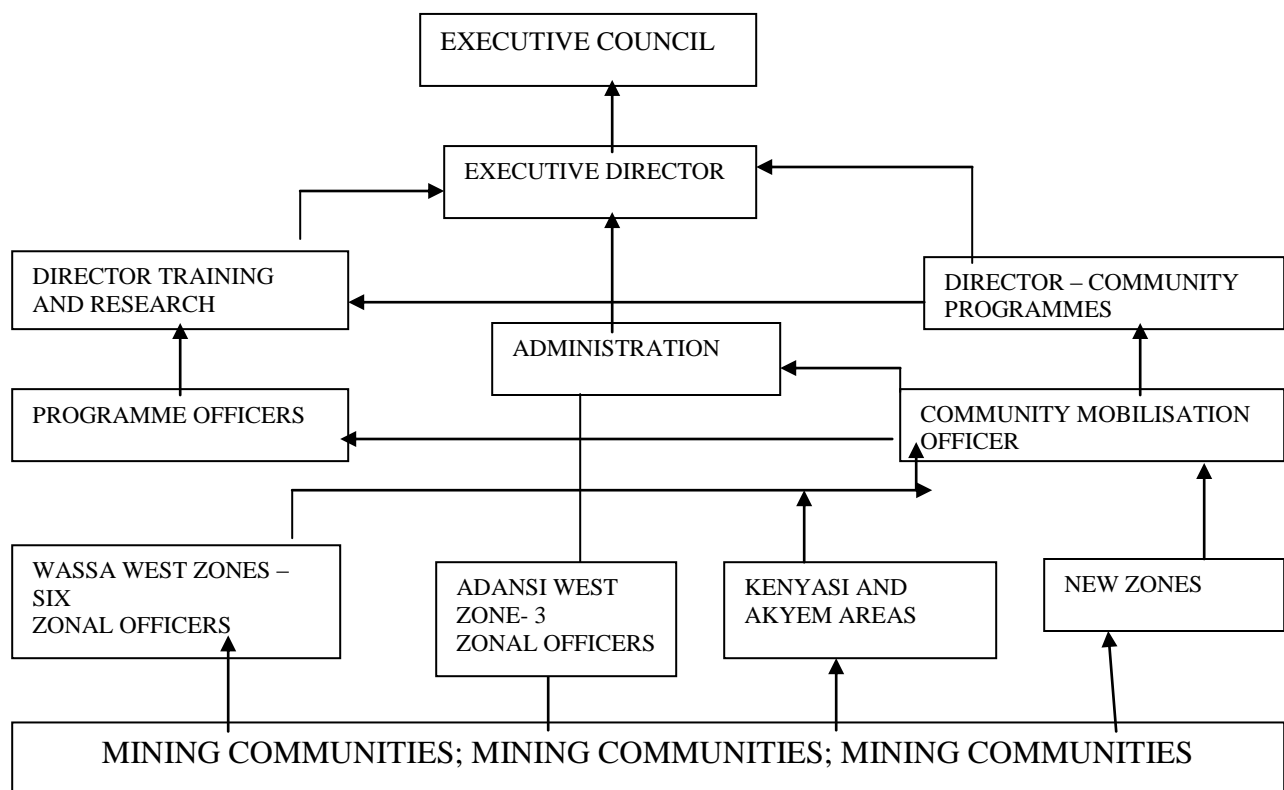 EXECUTIVE COUNCIL
EXECUTIVE DIRECTOR
DIRECTOR TRAINING
AND RESEARCH
DIRECTOR – COMMUNITY
PROGRAMMES
ADMINISTRATION
PROGRAMME OFFICERS
COMMUNITY MOBILISATION
OFFICER
WASSA WEST ZONES –
SIX
ZONAL OFFICERS
ADANSI WEST
ZONE- 3
ZONAL OFFICERS
KENYASI AND
AKYEM AREAS
NEW ZONES
MINING COMMUNITIES; MINING COMMUNITIES; MINING COMMUNITIES